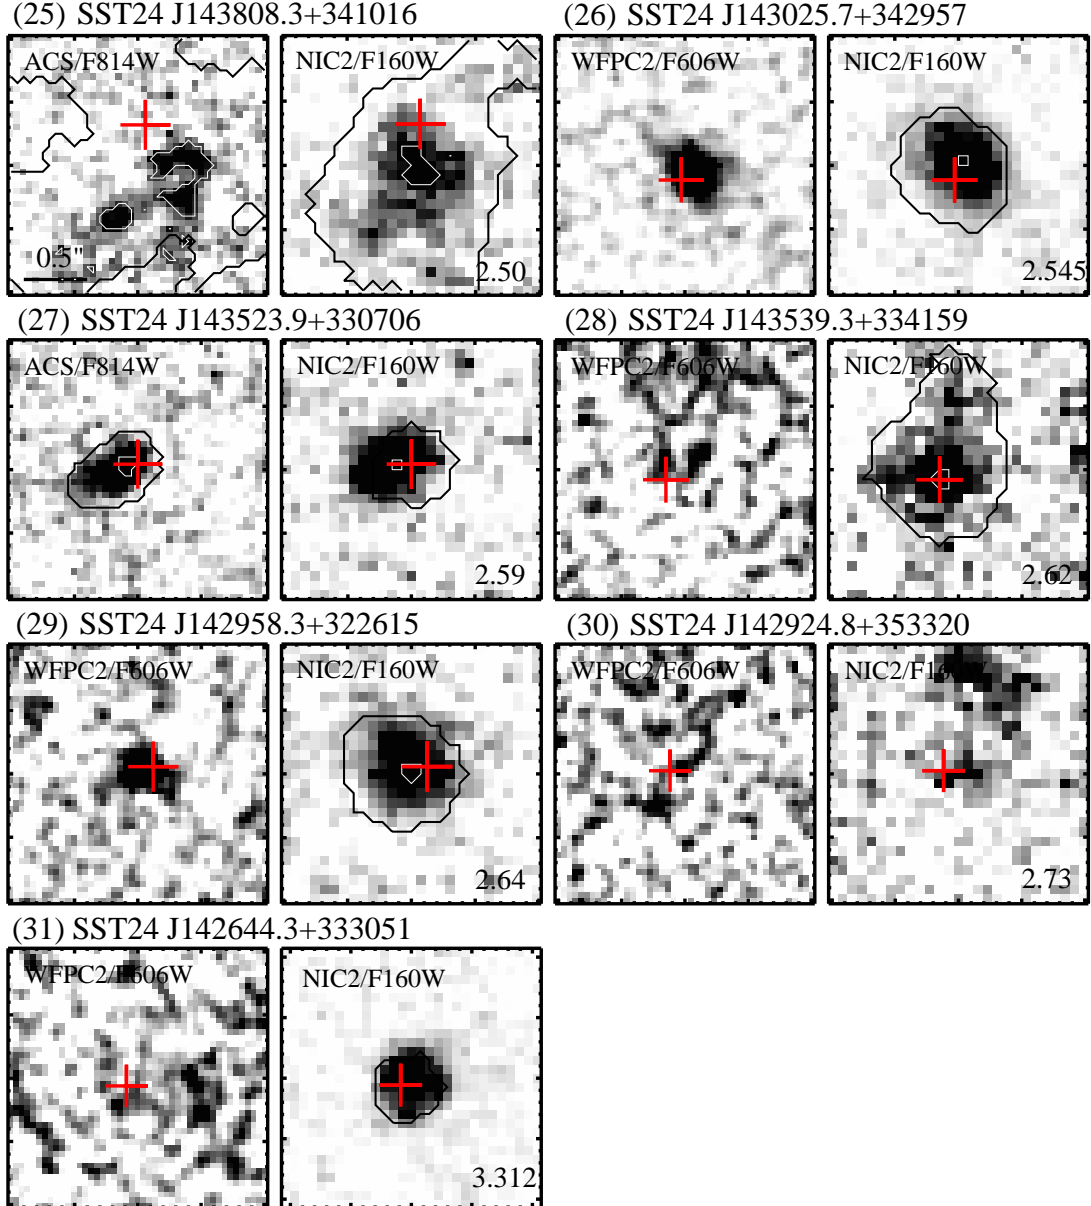 (25) SST24 J143808.3+341016
(26) SST24 J143025.7+342957
ACS/F814W
NIC2/F160W
WFPC2/F606W
NIC2/F160W
0.5"
2.50
2.545
(27) SST24 J143523.9+330706
(28) SST24 J143539.3+334159
ACS/F814W
NIC2/F160W
WFPC2/F606W
NIC2/F160W
2.59
2.62
(29) SST24 J142958.3+322615
(30) SST24 J142924.8+353320
WFPC2/F606W
NIC2/F160W
WFPC2/F606W
NIC2/F160W
2.64
2.73
(31) SST24 J142644.3+333051
WFPC2/F606W
NIC2/F160W
3.312